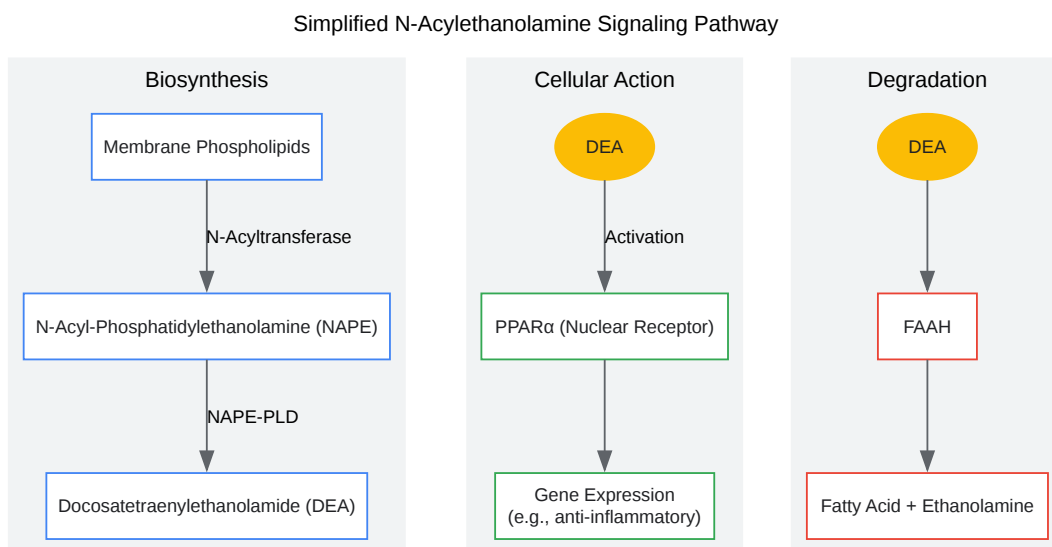 Simplified N-Acylethanolamine Signaling Pathway
Biosynthesis
Membrane Phospholipids
N-Acyltransferase
N-Acyl-Phosphatidylethanolamine (NAPE)
NAPE-PLD
Docosatetraenylethanolamide (DEA)
Cellular Action
DEA
Activation
PPARα (Nuclear Receptor)
Gene Expression
(e.g., anti-inflammatory)
Degradation
DEA
FAAH
Fatty Acid + Ethanolamine